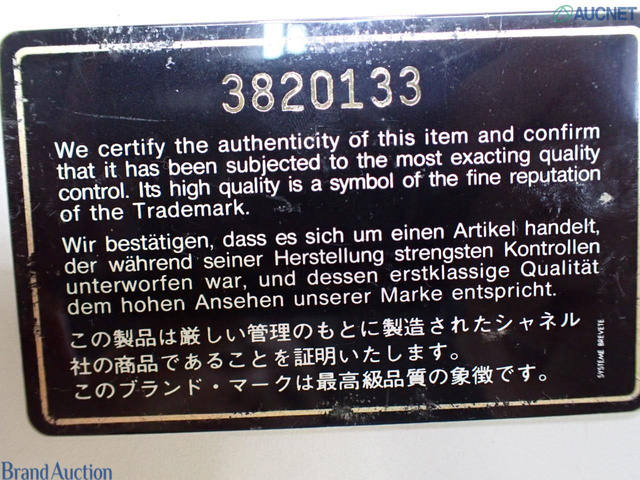 AUCNET
3820133
We certify the authenticity of this item and confirm
that it has been subjected to the most exacting quality
control. Its high quality is a symbol of the fine reputation
of the Trademark.
Wir bestätigen, dass es sich um einen Artikel handelt,
der während seiner Herstellung strengsten Kontrollen
unterworfen war, und dessen erstklassige Qualität
dem hohen Ansehen unserer Marke entspricht.
この製品は厳しい管理のもとに製造されたシャネル
社の商品であることを証明いたします。
このブランド・マークは最高級品質の象徴です。
SYSTEME BREVETE
Brand Auction